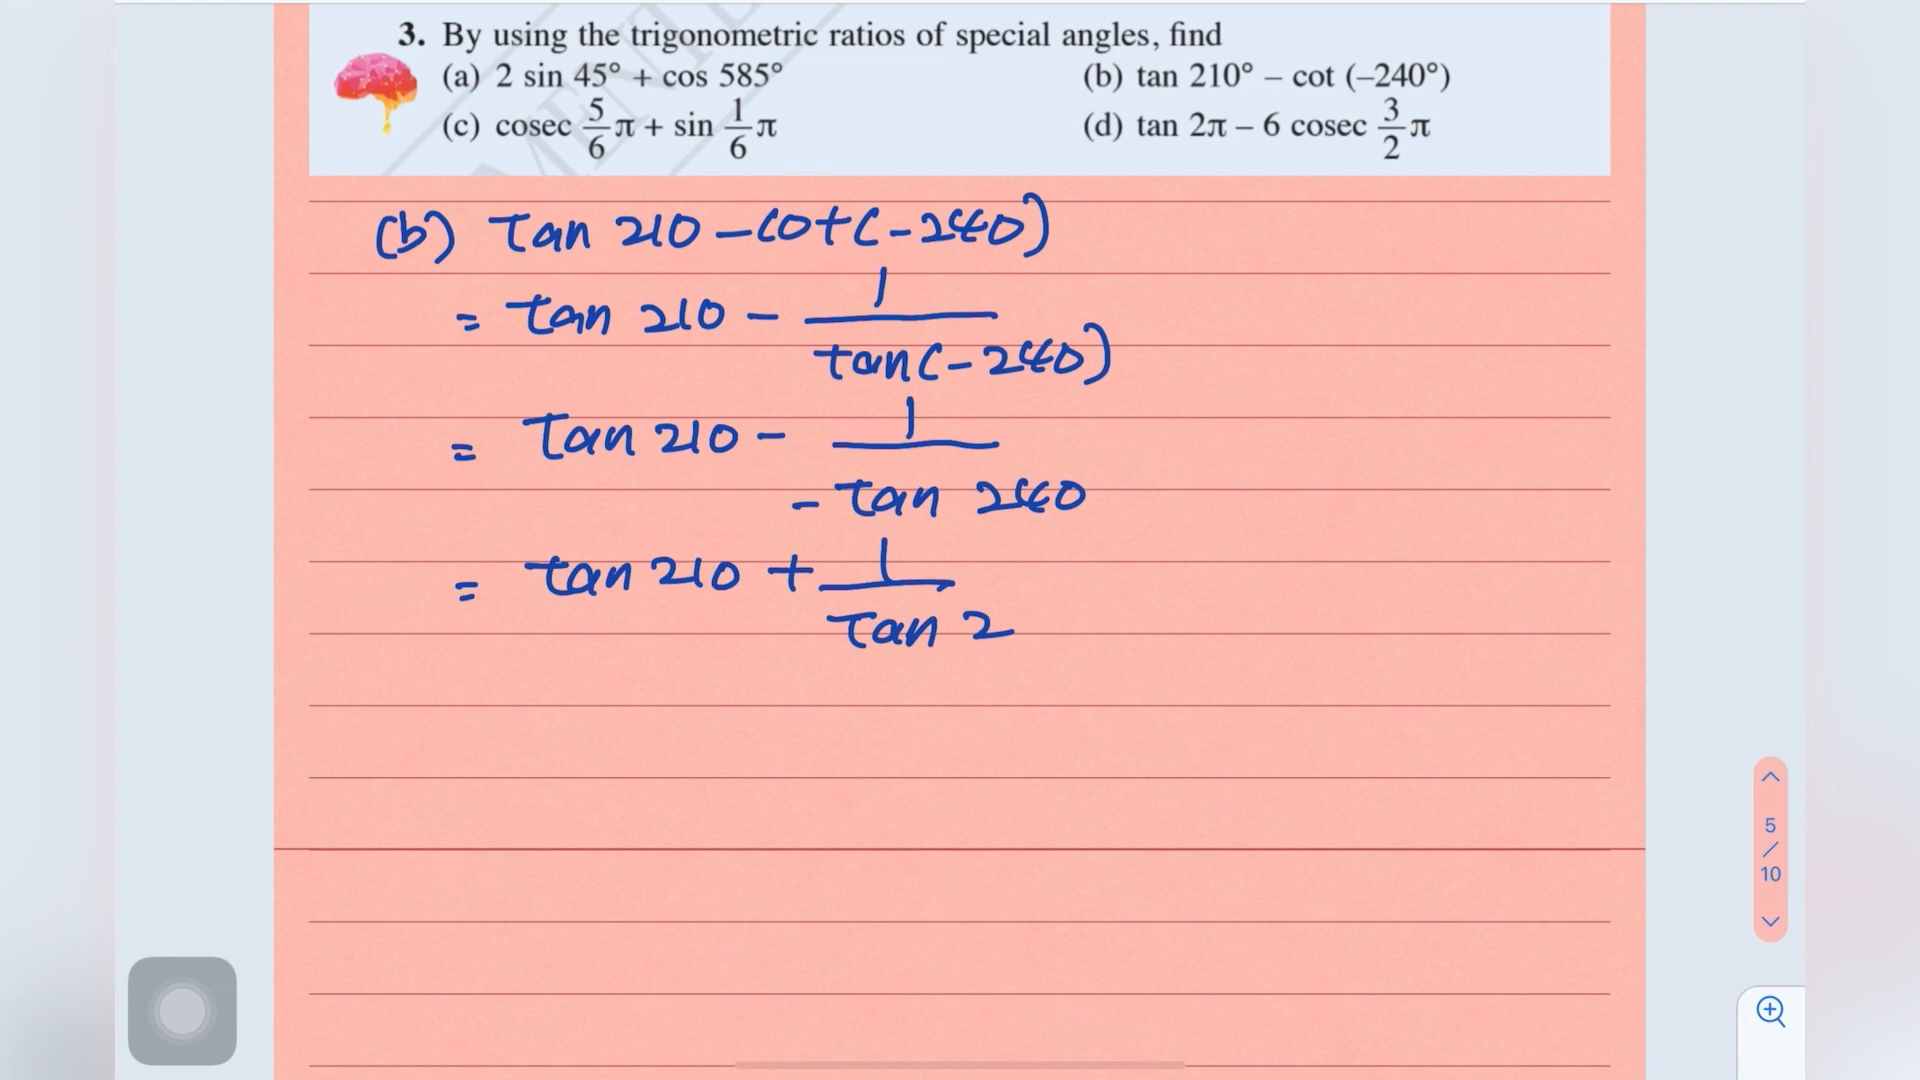 3. By using the trigonometric ratios of special angles, find
(a) 2 sin 45° + cos 585°
(b) tan 210° – cot (–240°)
(c) cosec 5/6 π + sin 1/6 π
(d) tan 2π – 6 cosec 3/2 π
(b) tan 210 - cot(-240)
= tan 210 - 1/tan(-240)
= tan 210 - 1/-tan 240
= tan 210 + 1/tan 2
5
/
10